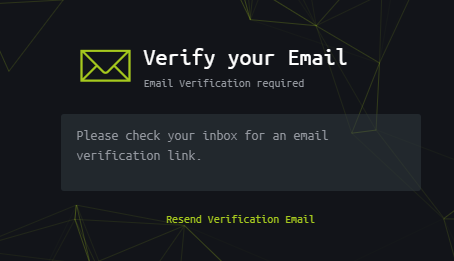 Verify your Email
Email Verification required
Please check your inbox for an email
verification link.
Resend Verification Email